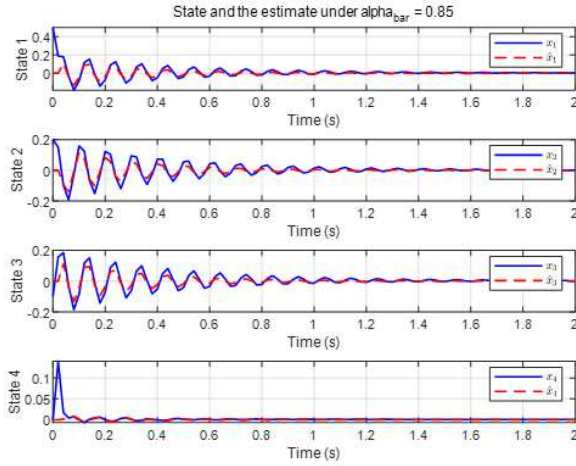 State and the estimate under alpha_bar = 0.85
State 1
0.4
0.2
0
x₁
x̂₁
0 0.2 0.4 0.6 0.8 1 1.2 1.4 1.6 1.8 2
Time (s)
State 2
0.2
0
-0.2
x₂
x̂₂
0 0.2 0.4 0.6 0.8 1 1.2 1.4 1.6 1.8 2
Time (s)
State 3
0.2
0
-0.2
x₃
x̂₃
0 0.2 0.4 0.6 0.8 1 1.2 1.4 1.6 1.8 2
Time (s)
State 4
0.1
0.05
0
x₄
x̂₄
0 0.2 0.4 0.6 0.8 1 1.2 1.4 1.6 1.8 2
Time (s)